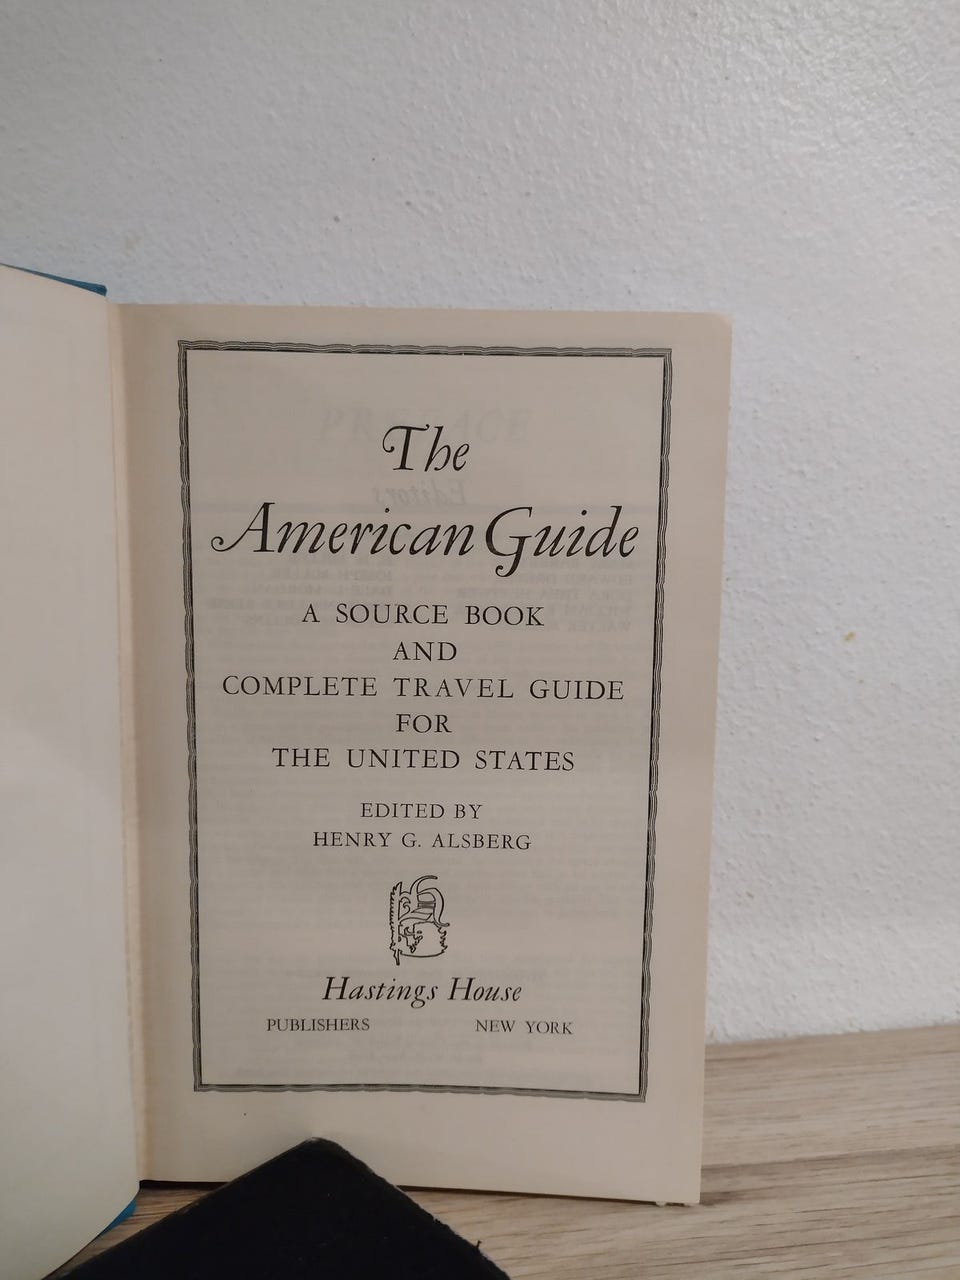 The
American Guide
A SOURCE BOOK
AND
COMPLETE TRAVEL GUIDE
FOR
THE UNITED STATES
EDITED BY
HENRY G. ALSBERG
Hastings House
PUBLISHERS NEW YORK